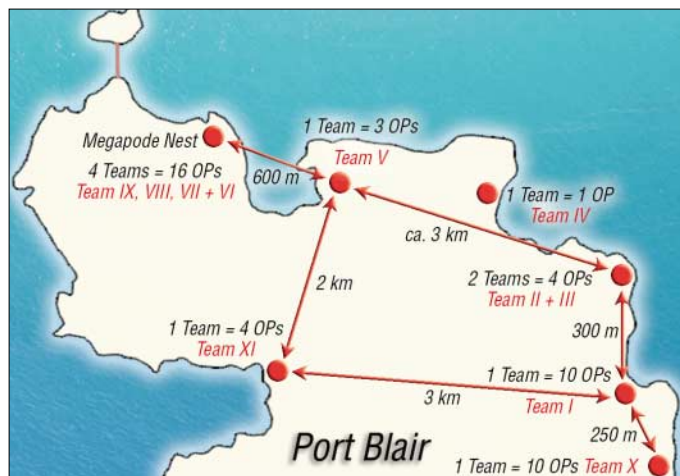 1 Team = 3 OPs
Megapode Nest
Team V
4 Teams = 16 OPs
600 m
Team IX, VIII, VII + VI
1 Team = 1 OP
Team IV
ca. 3 km
2 km
2 Teams = 4 OPs
Team II + III
1 Team = 4 OPs
300 m
Team XI
1 Team = 10 OPs
3 km
Team I
Port Blair
250 m
1 Team = 10 OPs Team X